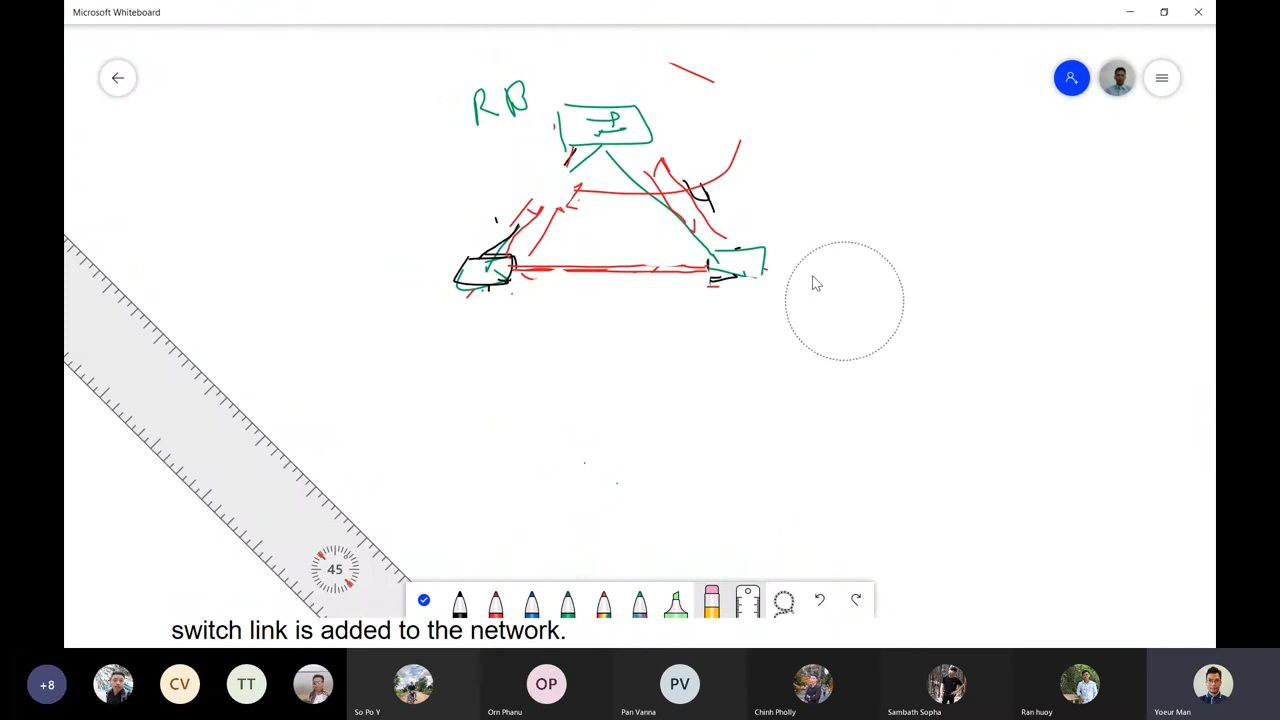 Microsoft Whiteboard
RB
45
switch link is added to the network.
+8
CV
TT
OP
PV
So Po Y
Orn Phanu
Pan Vanna
Chinh Pholly
Sambath Sopha
Ran huoy
Yoeur Man